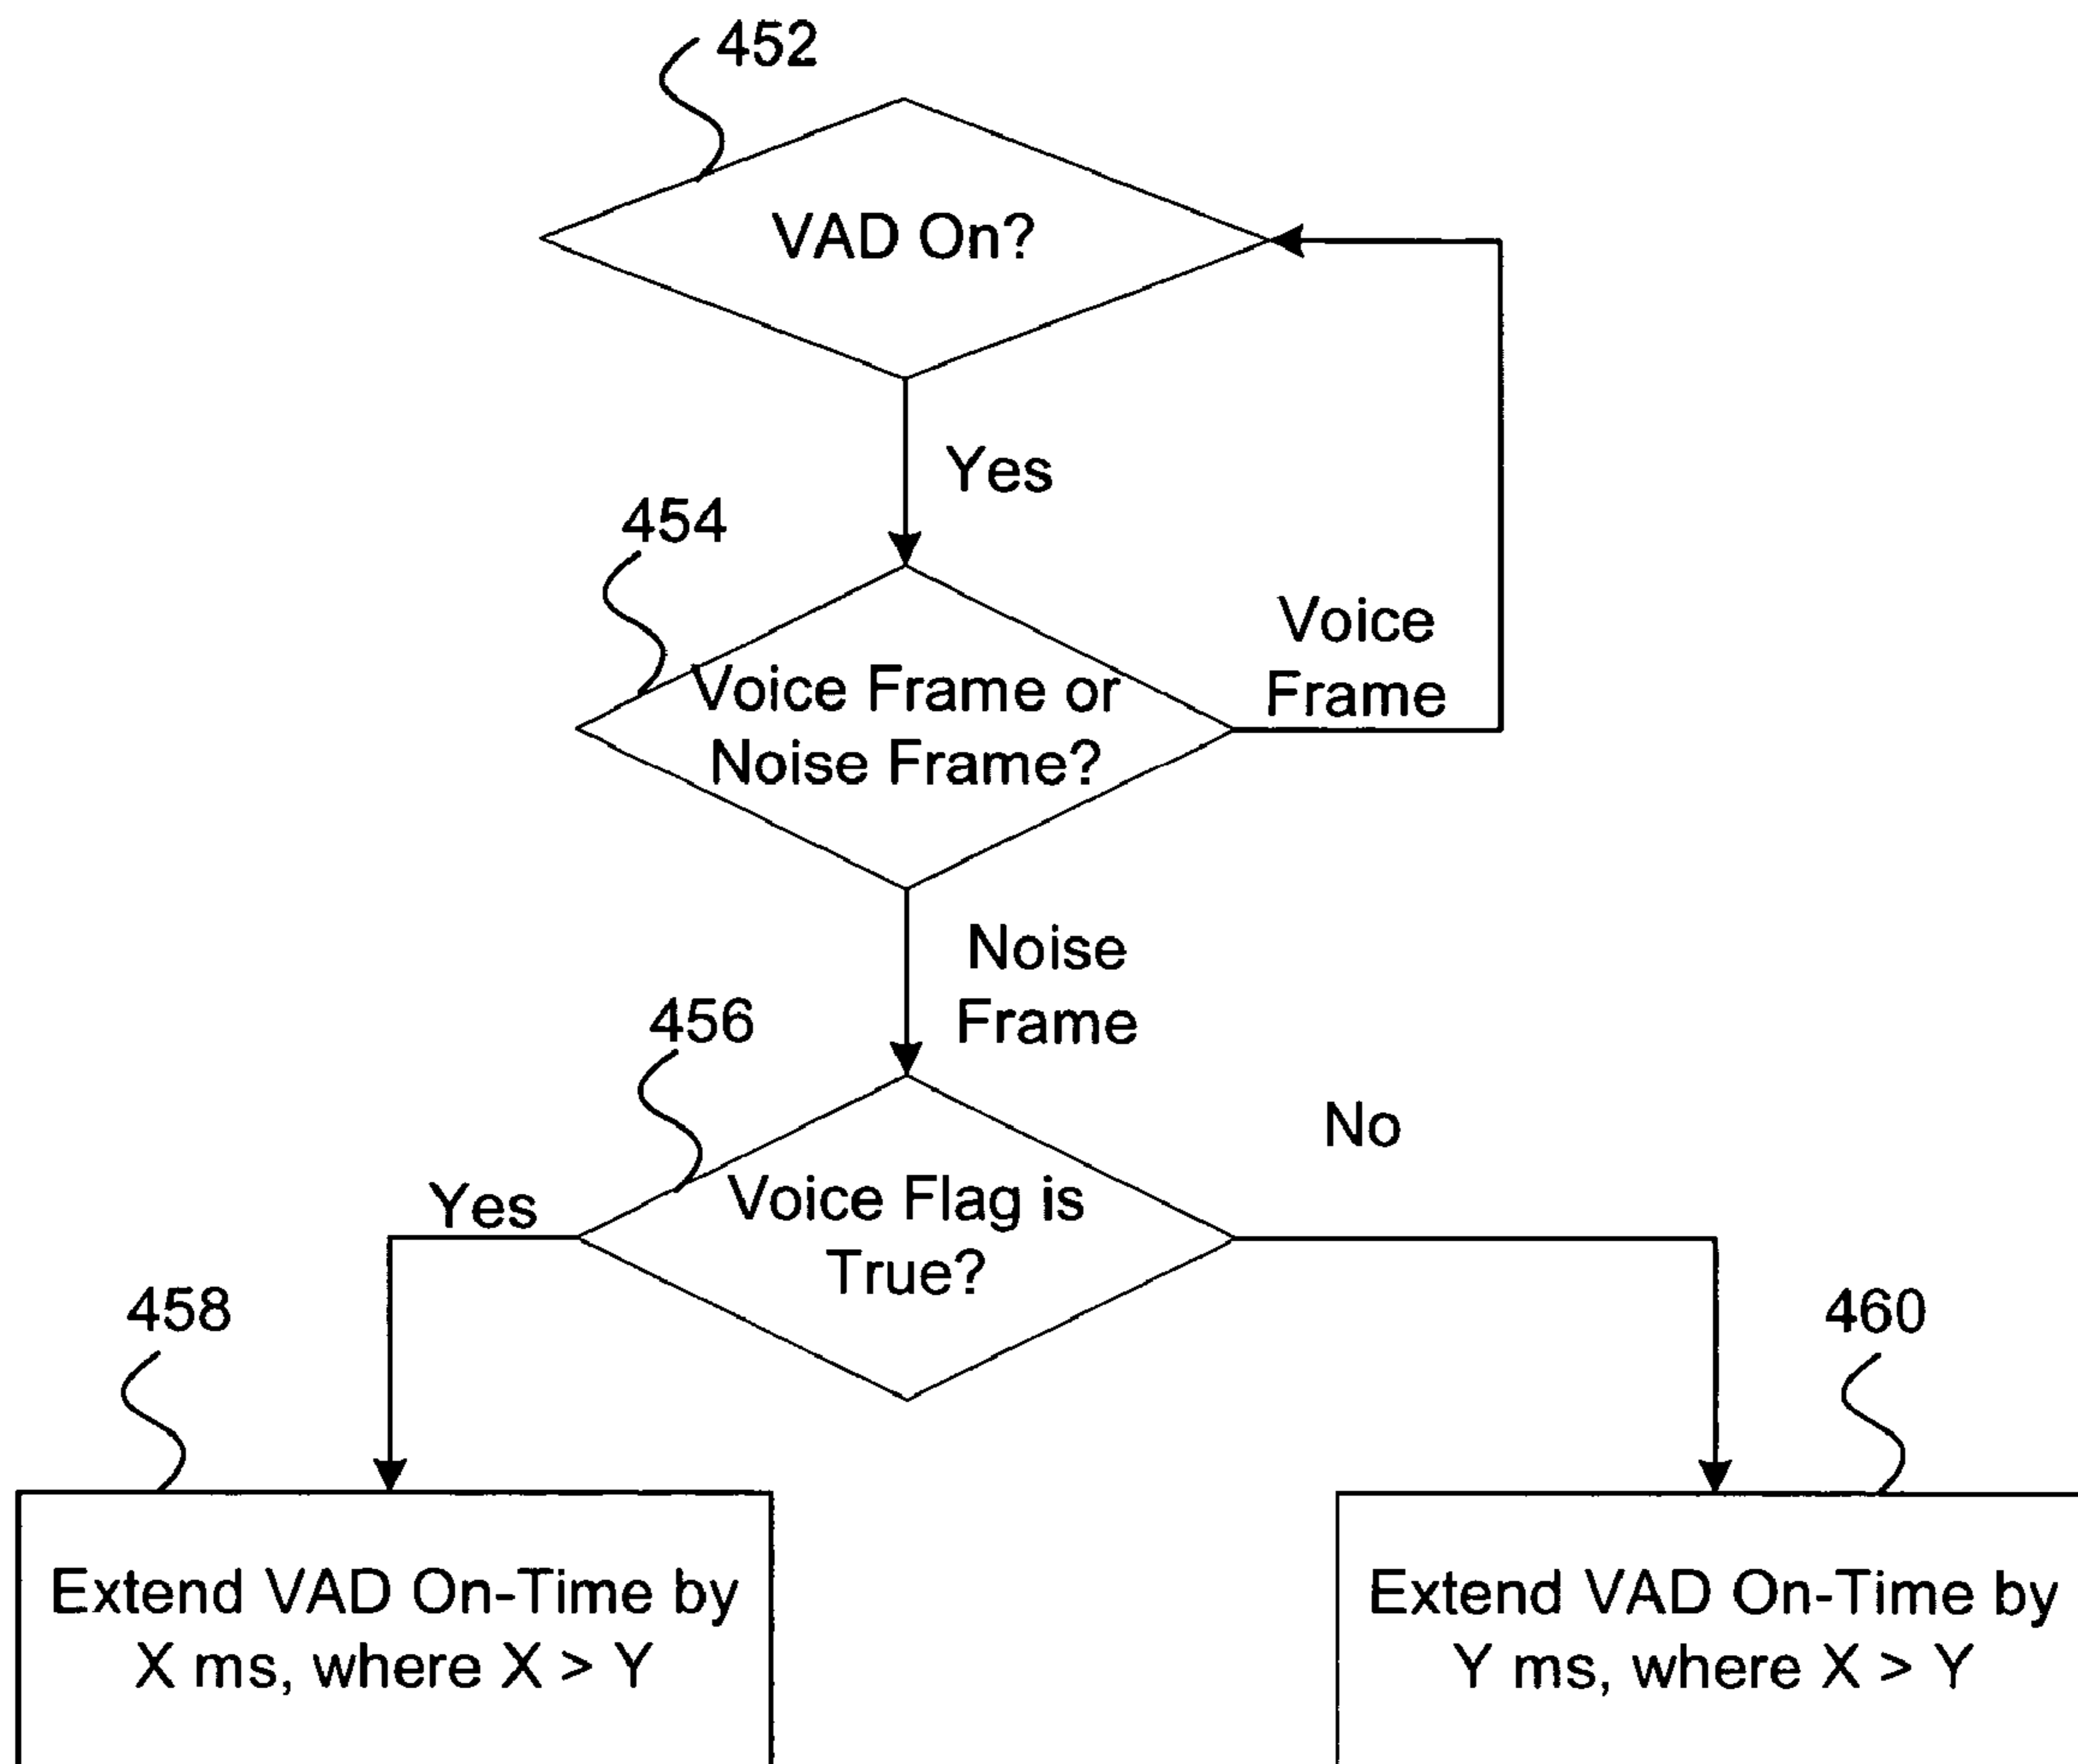 452
VAD On?
Yes
454
Voice
Frame
Voice Frame or
Noise Frame?
Noise
Frame
456
No
Yes
Voice Flag is
True?
458
460
Extend VAD On-Time by
X ms, where X > Y
Extend VAD On-Time by
Y ms, where X > Y